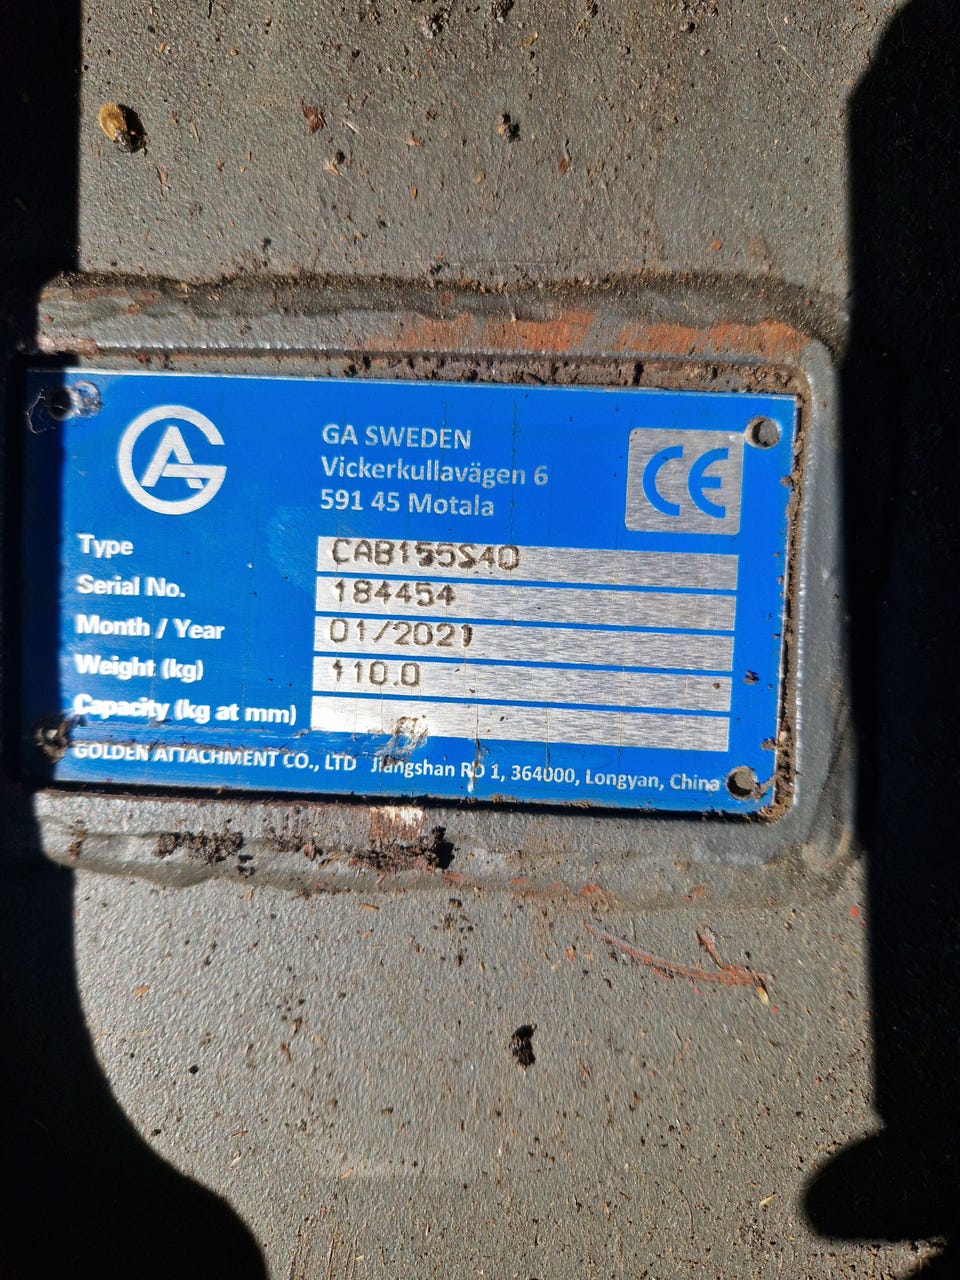 AG
GA SWEDEN
Vickerkullavägen 6
591 45 Motala
CE
Type CAB155S40
Serial No. 184454
Month / Year 01/2021
Weight (kg) 110.0
Capacity (kg at mm)
GOLDEN ATTACHMENT CO., LTD Jiangshan RD 1, 364000, Longyan, China